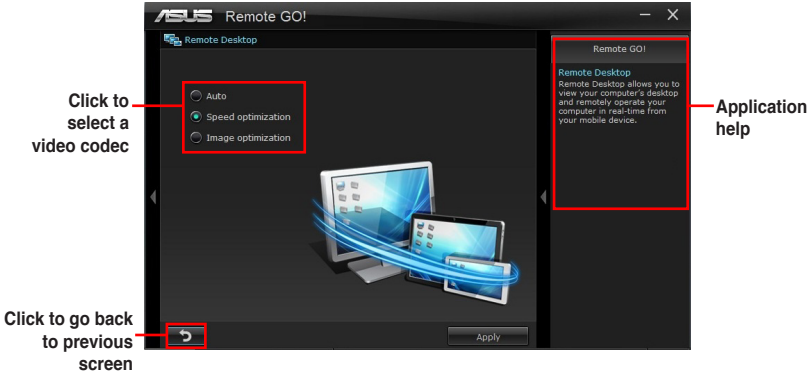 ASUS Remote GO!
Remote Desktop
Auto
Speed optimization
Image optimization
Apply
Remote GO!
Remote Desktop
Remote Desktop allows you to
view your computer's desktop
and remotely operate your
computer in real-time from
your mobile device.
Click to
select a
video codec
Click to go back
to previous
screen
Application
help